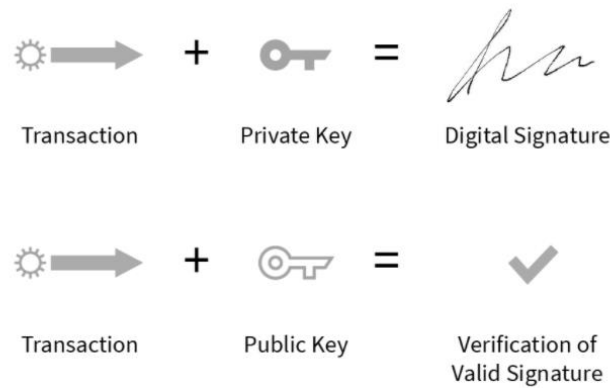 Transaction + Private Key = Digital Signature
Transaction + Public Key = Verification of
Valid Signature